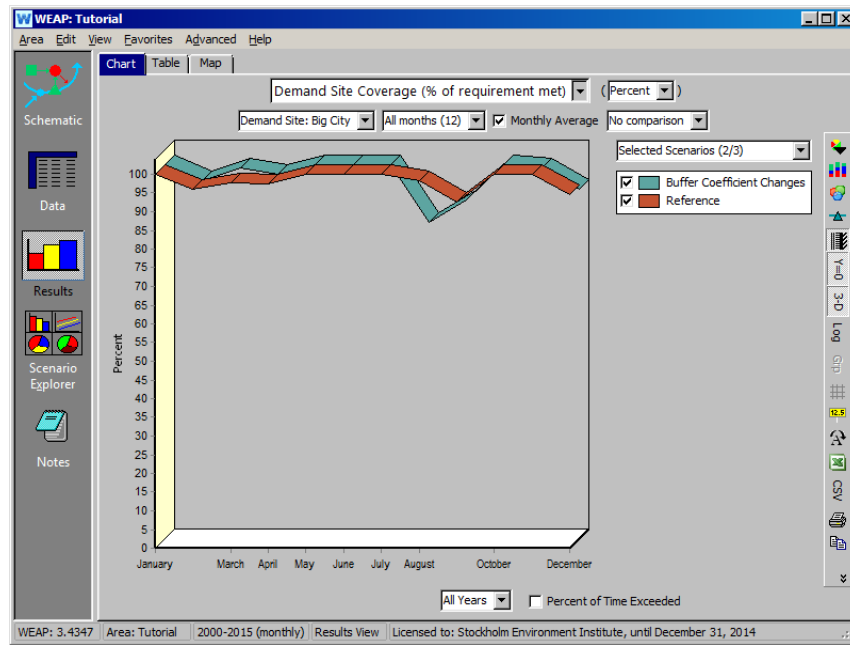 WEAP: Tutorial
Area Edit View Favorites Advanced Help
Chart Table Map
Demand Site Coverage (% of requirement met) (Percent)
Demand Site: Big City All months (12) Monthly Average No comparison
Selected Scenarios (2/3)
Buffer Coefficient Changes
Reference
Schematic
Data
Results
Scenario
Explorer
Notes
Percent
100
95
90
85
80
75
70
65
60
55
50
45
40
35
30
25
20
15
10
5
0
January March April May June July August October December
Y=0
3-D
Log
Grp
12.5
CSV
All Years Percent of Time Exceeded
WEAP: 3.4347 Area: Tutorial 2000-2015 (monthly) Results View Licensed to: Stockholm Environment Institute, until December 31, 2014